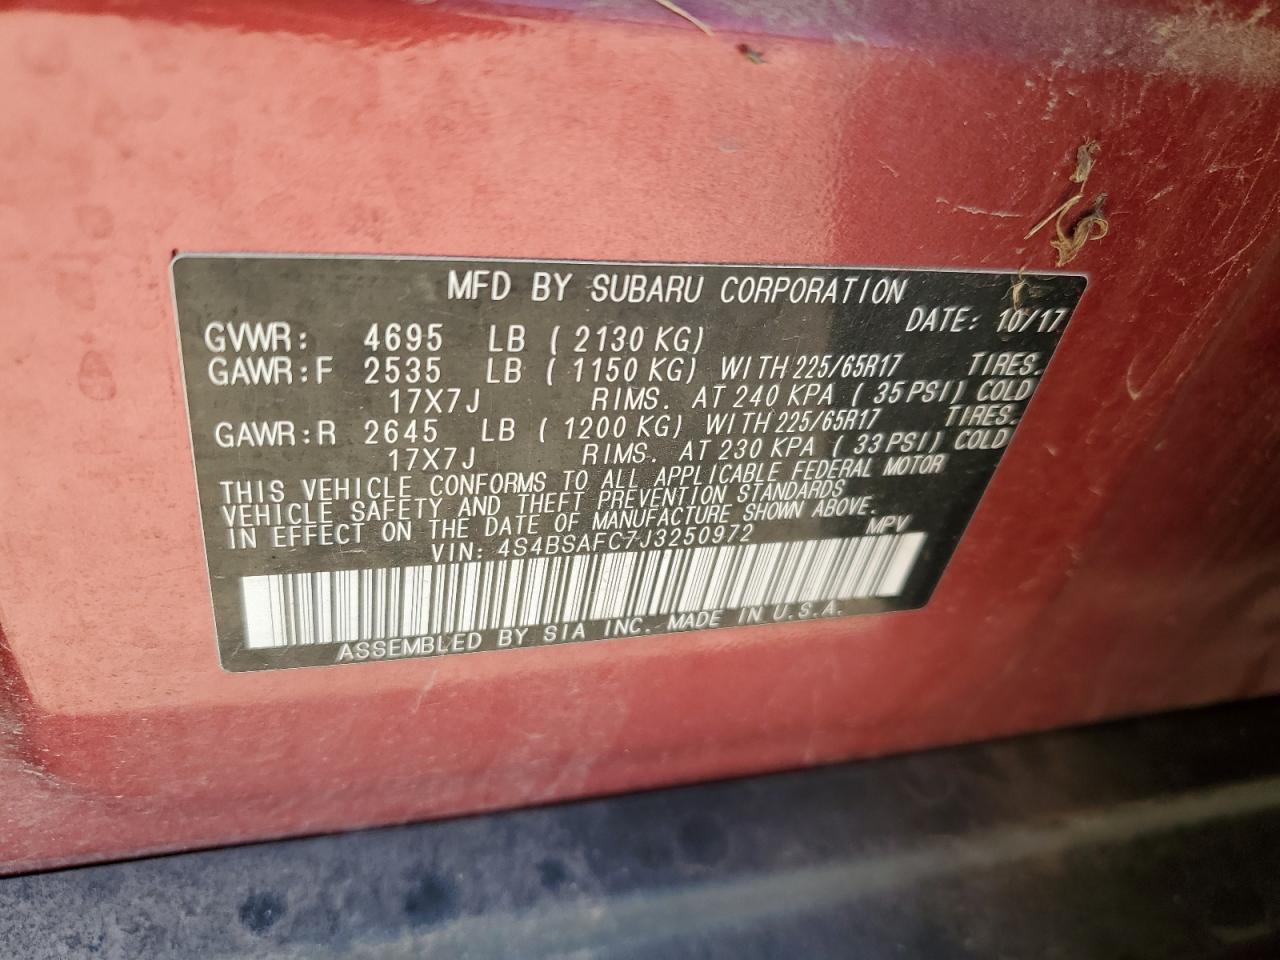 MFD BY SUBARU CORPORATION
DATE: 10/17
GVWR: 4695 LB ( 2130 KG)
GAWR:F 2535 LB ( 1150 KG) WITH 225/65R17 TIRES.
17X7J RIMS. AT 240 KPA ( 35 PSI) COLD
GAWR:R 2645 LB ( 1200 KG) WITH 225/65R17 TIRES.
17X7J RIMS. AT 230 KPA ( 33 PSI) COLD
THIS VEHICLE CONFORMS TO ALL APPLICABLE FEDERAL MOTOR
VEHICLE SAFETY AND THEFT PREVENTION STANDARDS
IN EFFECT ON THE DATE OF MANUFACTURE SHOWN ABOVE.
VIN: 4S4BSAFC7J3250972 MPV
ASSEMBLED BY SIA INC. MADE IN U.S.A.